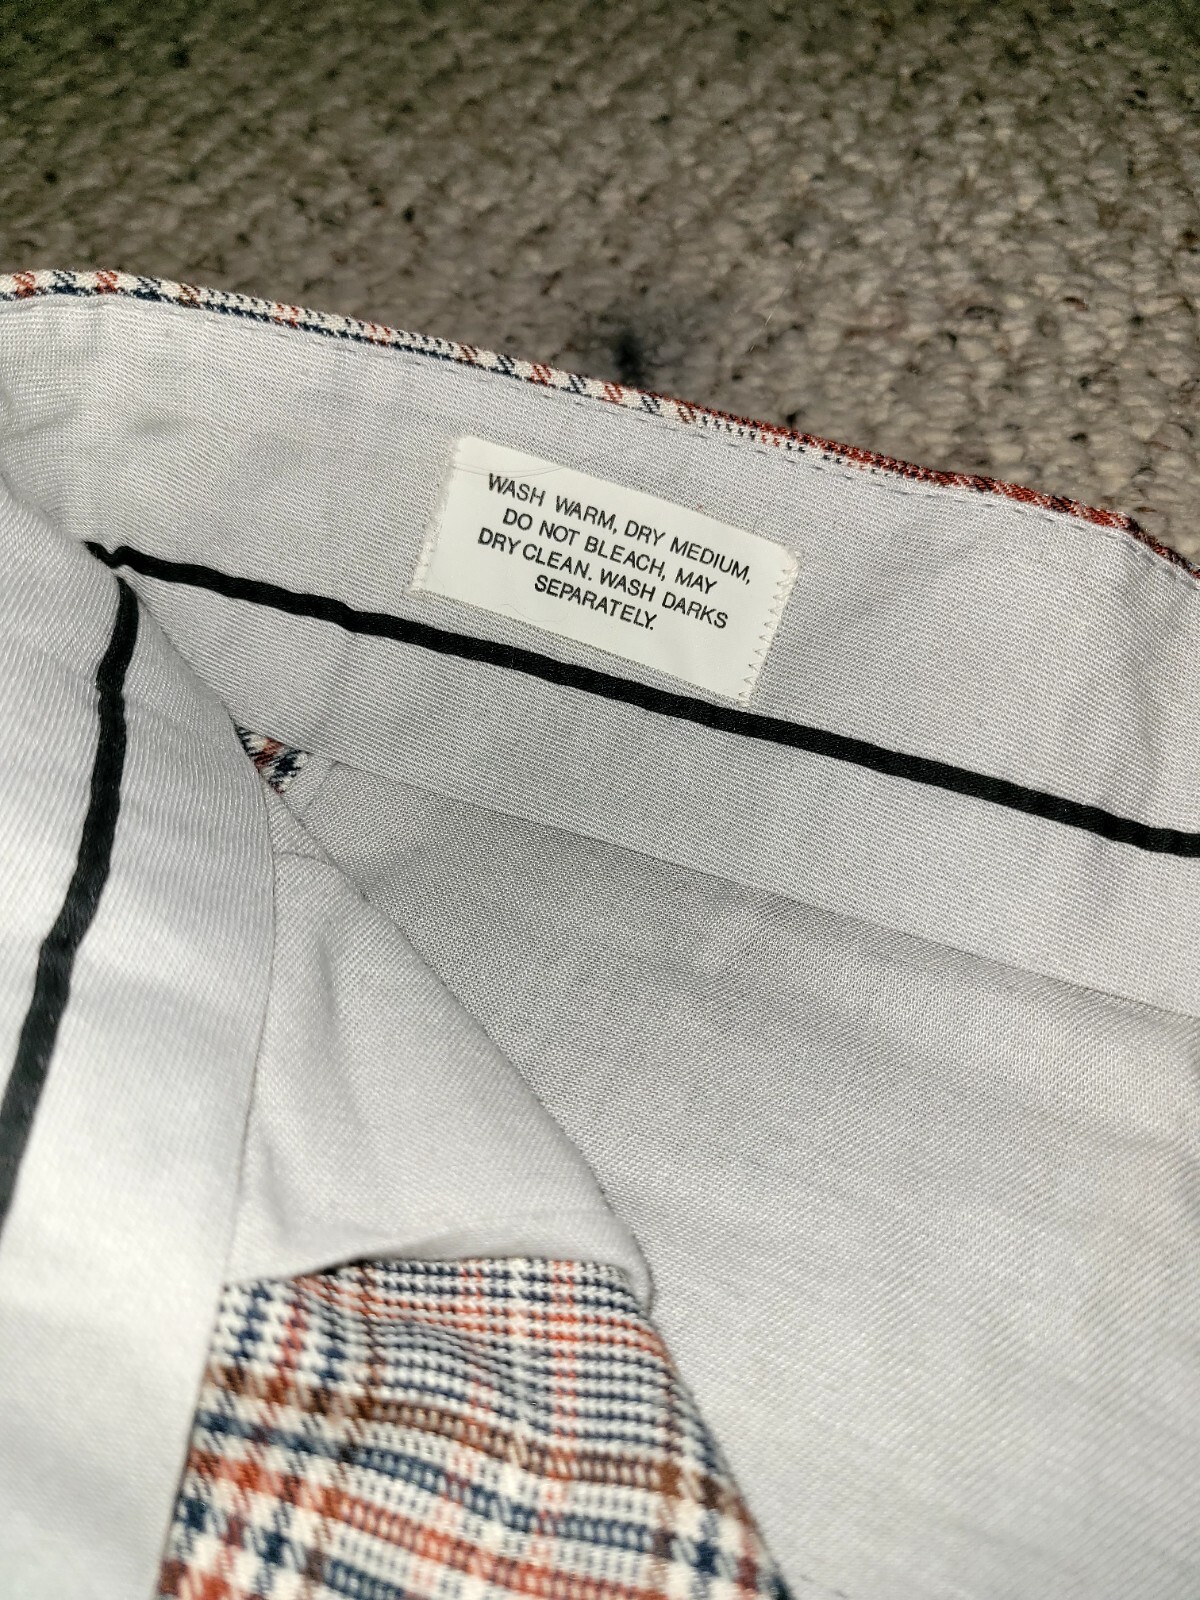 WASH WARM, DRY MEDIUM,
DO NOT BLEACH, MAY
DRY CLEAN. WASH DARKS
SEPARATELY.